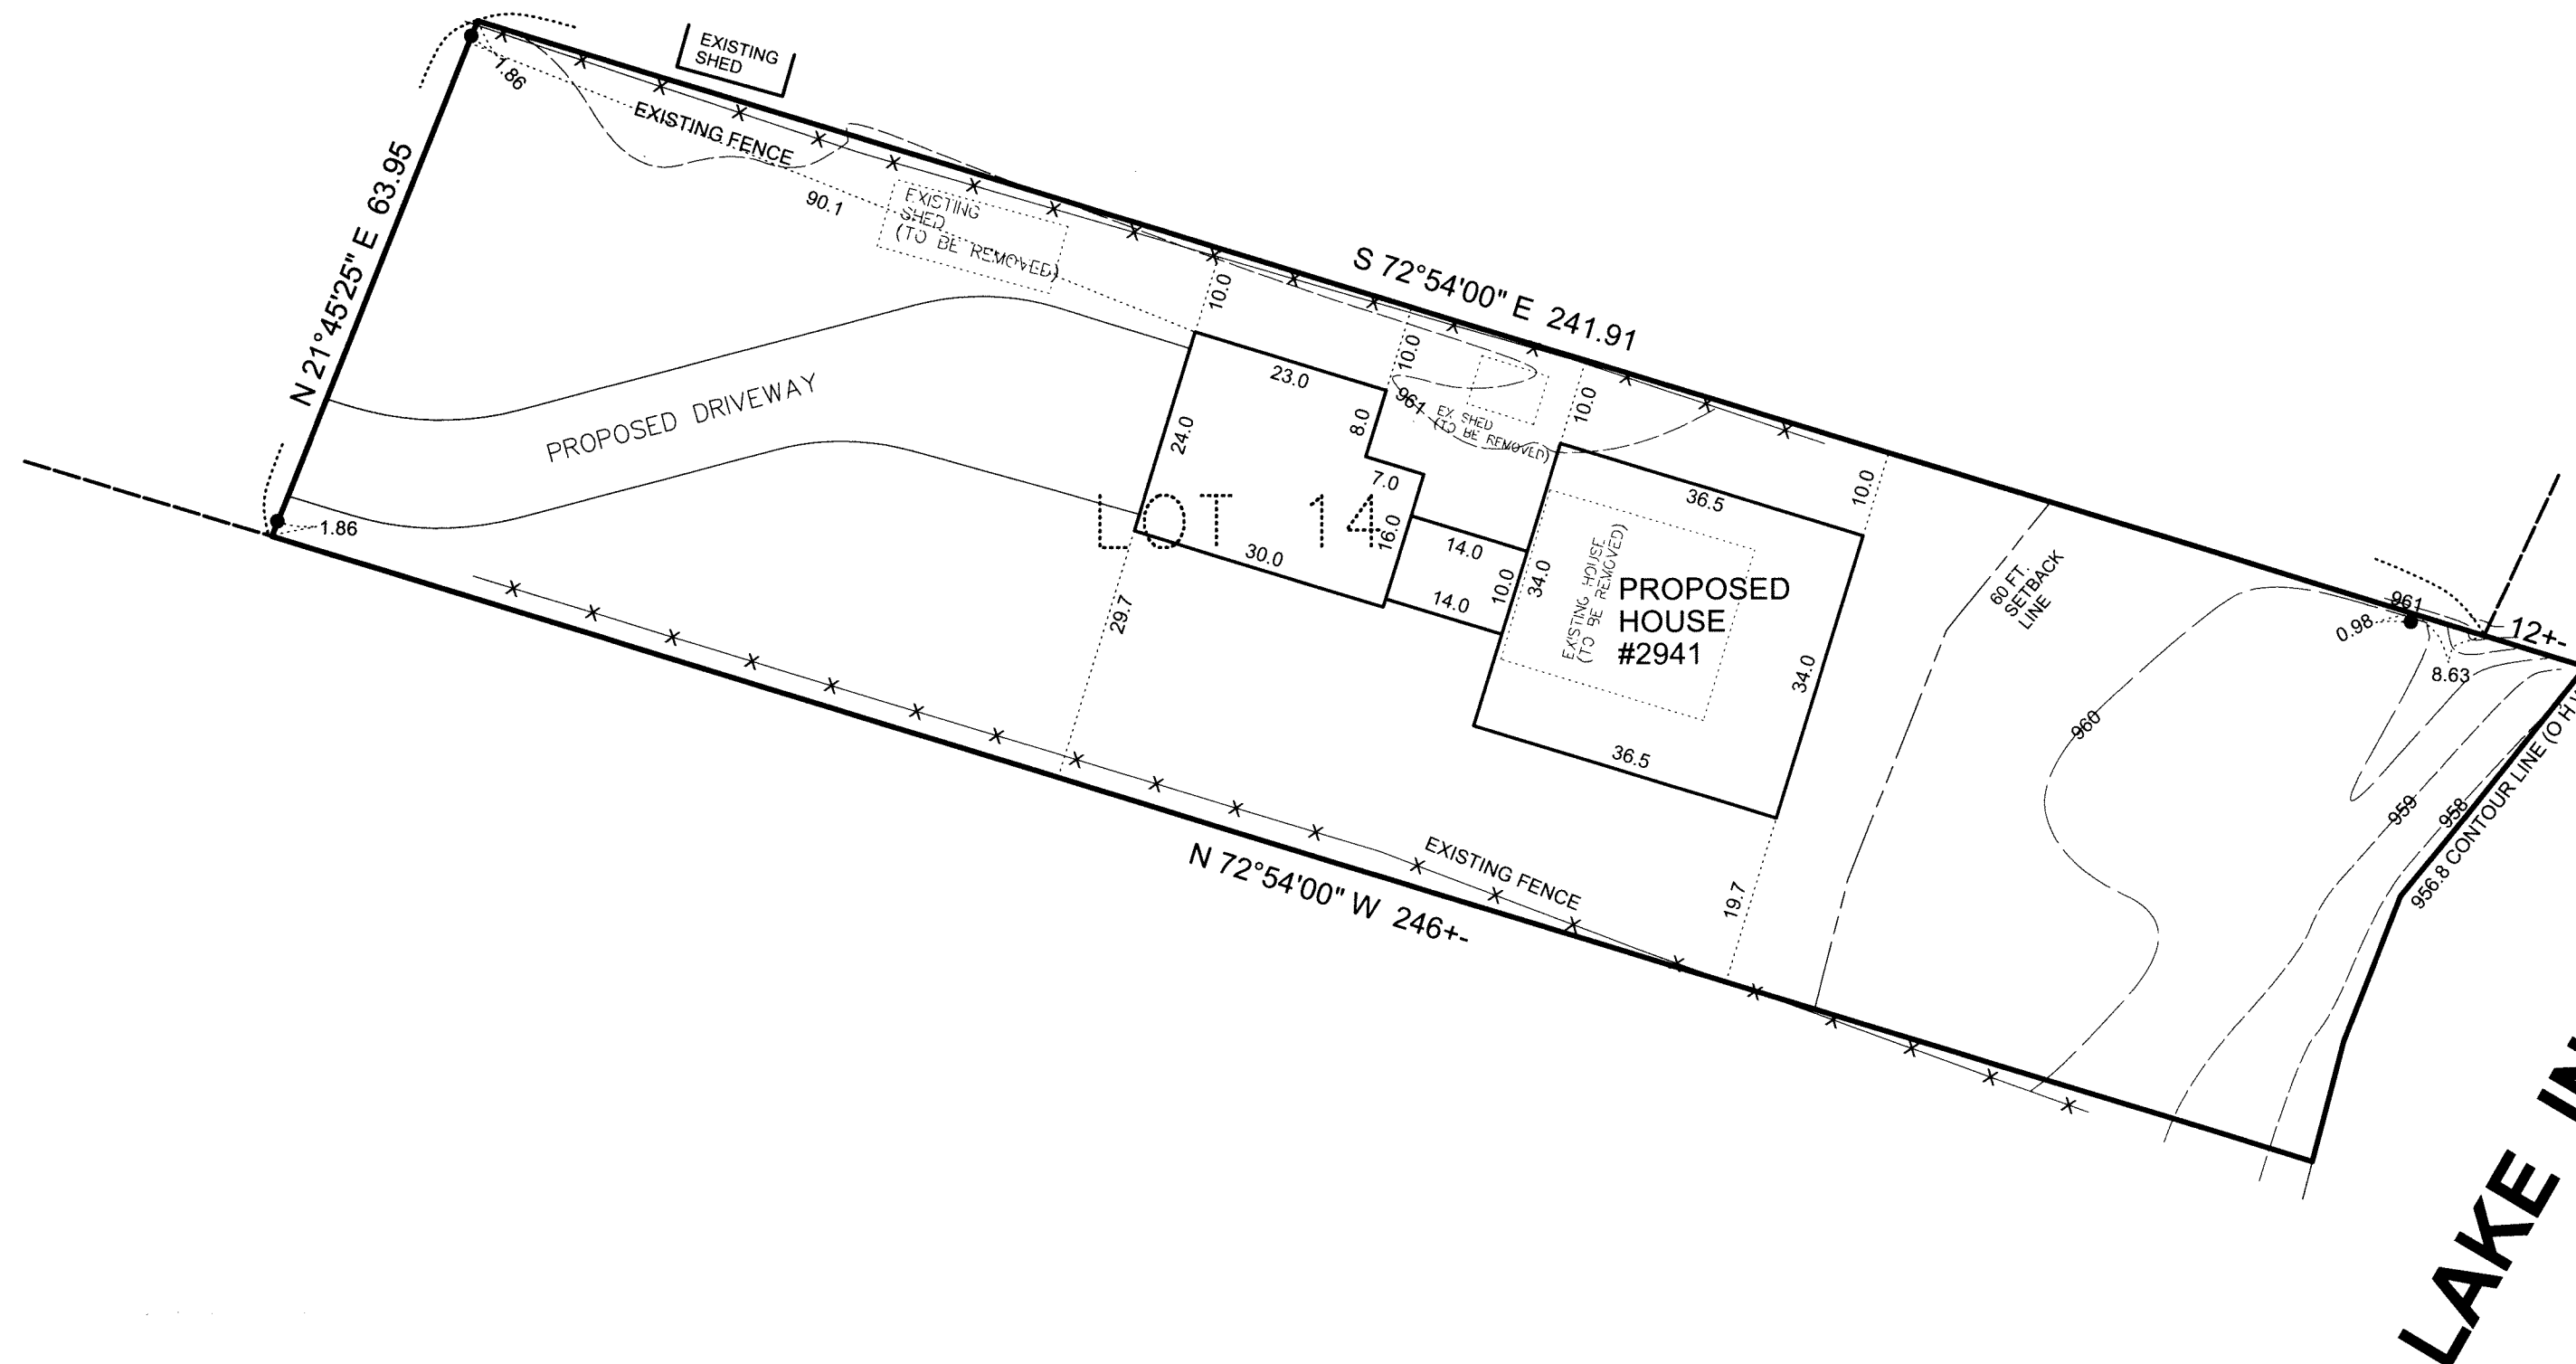 EXISTING
SHED
1.86
EXISTING FENCE
N 21°45'25" E 63.95
90.1
EXISTING
SHED
(TO BE REMOVED)
S 72°54'00" E 241.91
10.0
10.0
10.0
10.0
23.0
8.0
961
EX. SHED
(TO BE REMOVED)
PROPOSED DRIVEWAY
24.0
7.0
LOT 14
16.0
30.0
14.0
14.0
10.0
34.0
36.5
EXISTING HOUSE
(TO BE REMOVED)
PROPOSED
HOUSE
#2941
34.0
36.5
60 FT.
SETBACK
LINE
1.86
29.7
19.7
961
0.98
12+-
8.63
960
959
958
956.8 CONTOUR LINE (O H
EXISTING FENCE
N 72°54'00" W 246+-
LAKE